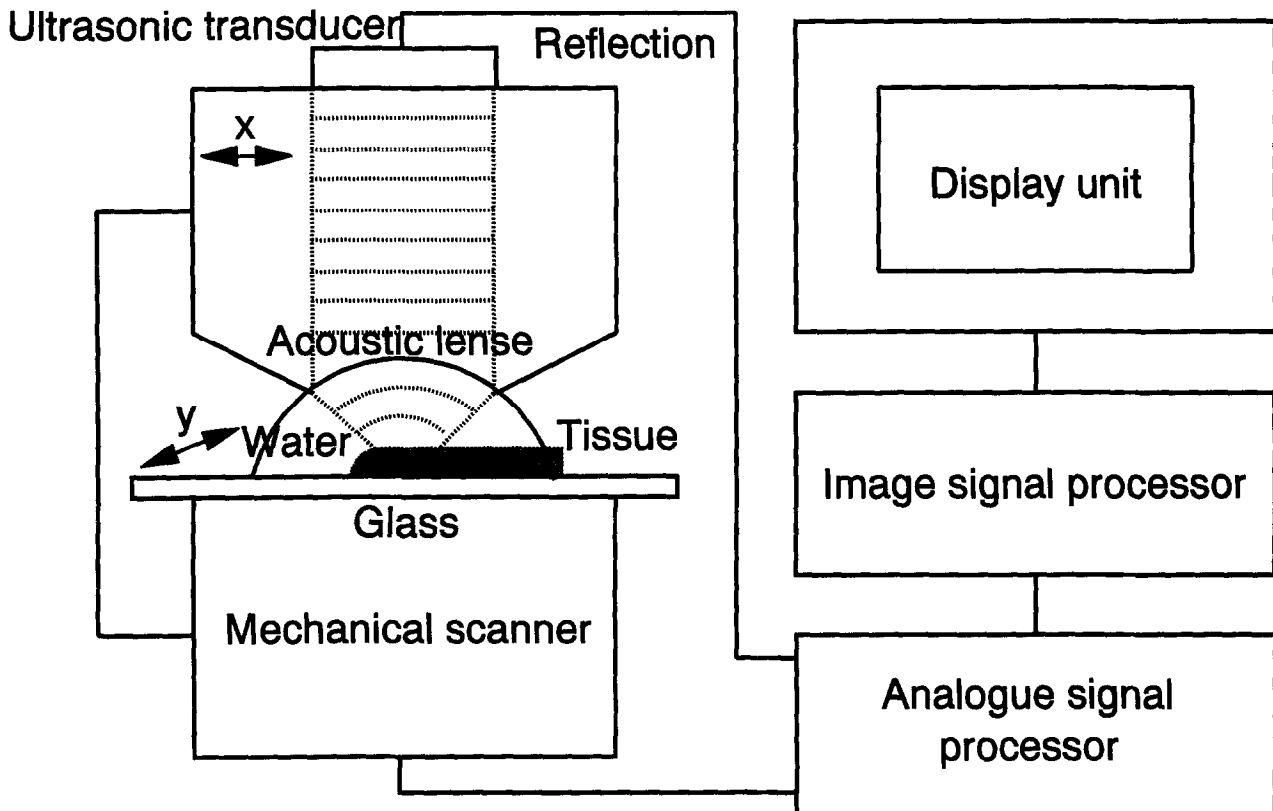 Ultrasonic transducer
Reflection
x
Display unit
Acoustic lense
y
Water
Tissue
Image signal processor
Glass
Mechanical scanner
Analogue signal
processor